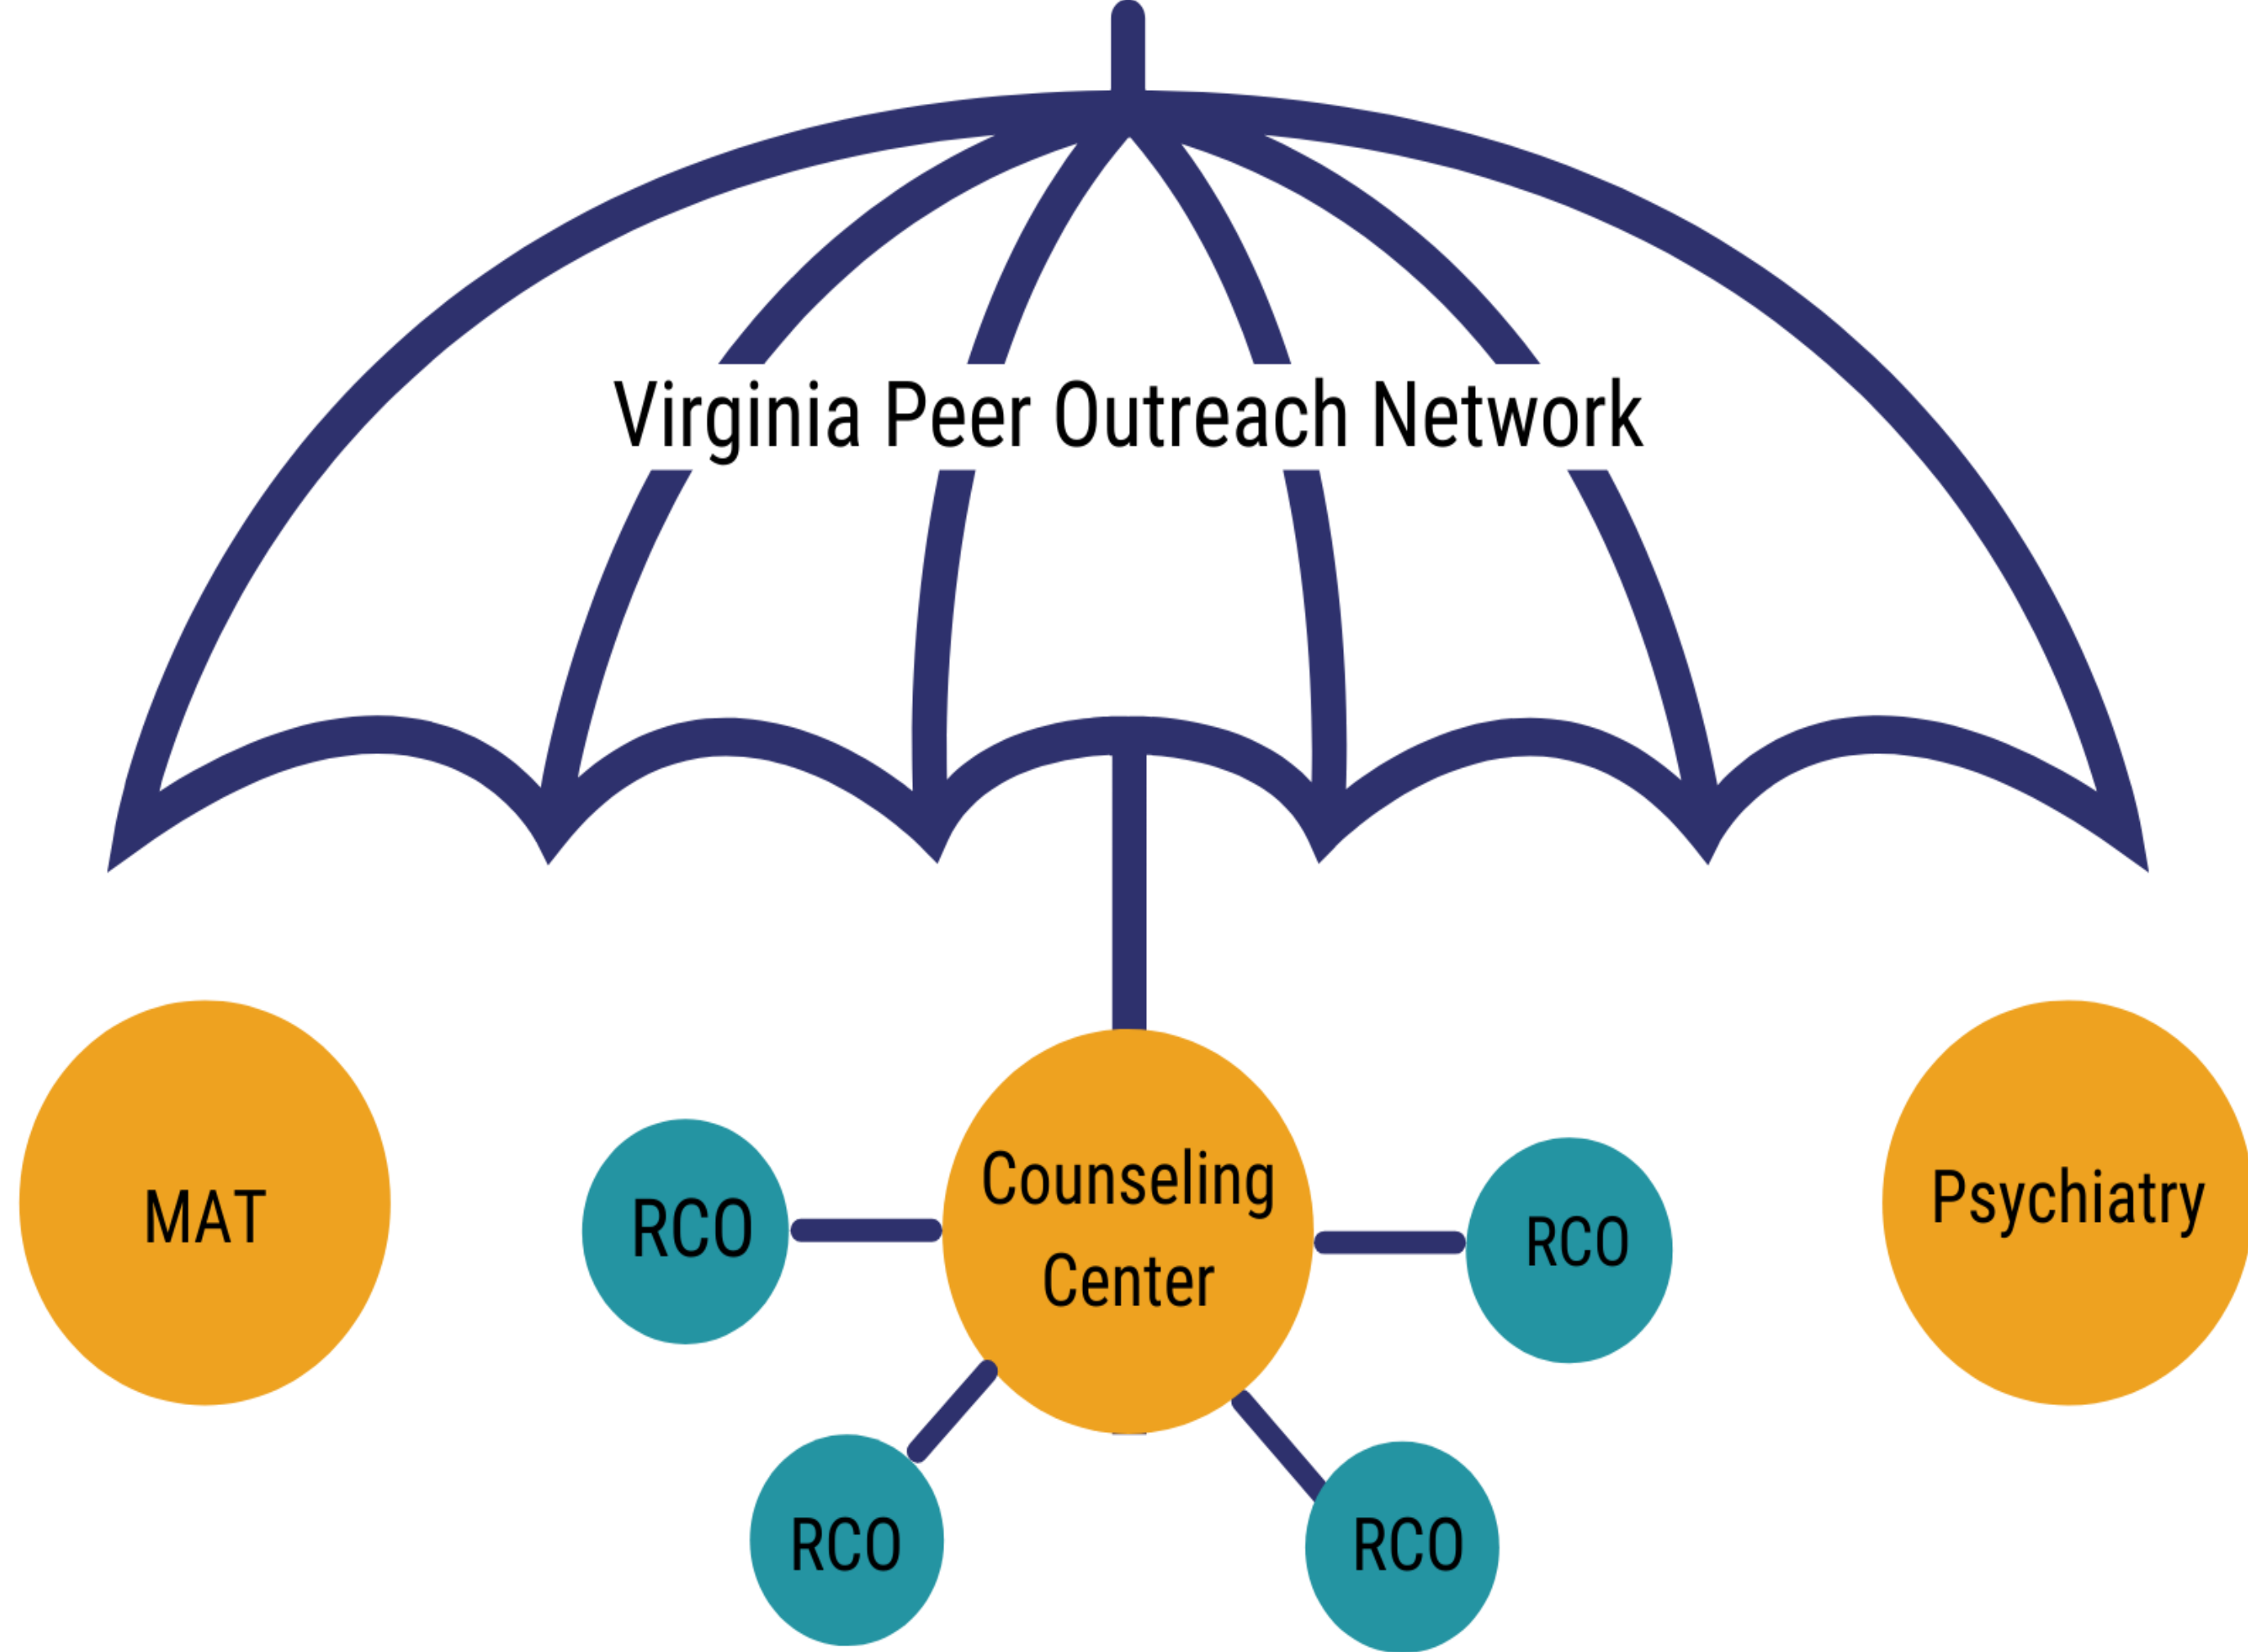 Virginia Peer Outreach Network
MAT
RCO
Counseling
Center
RCO
Psychiatry
RCO
RCO